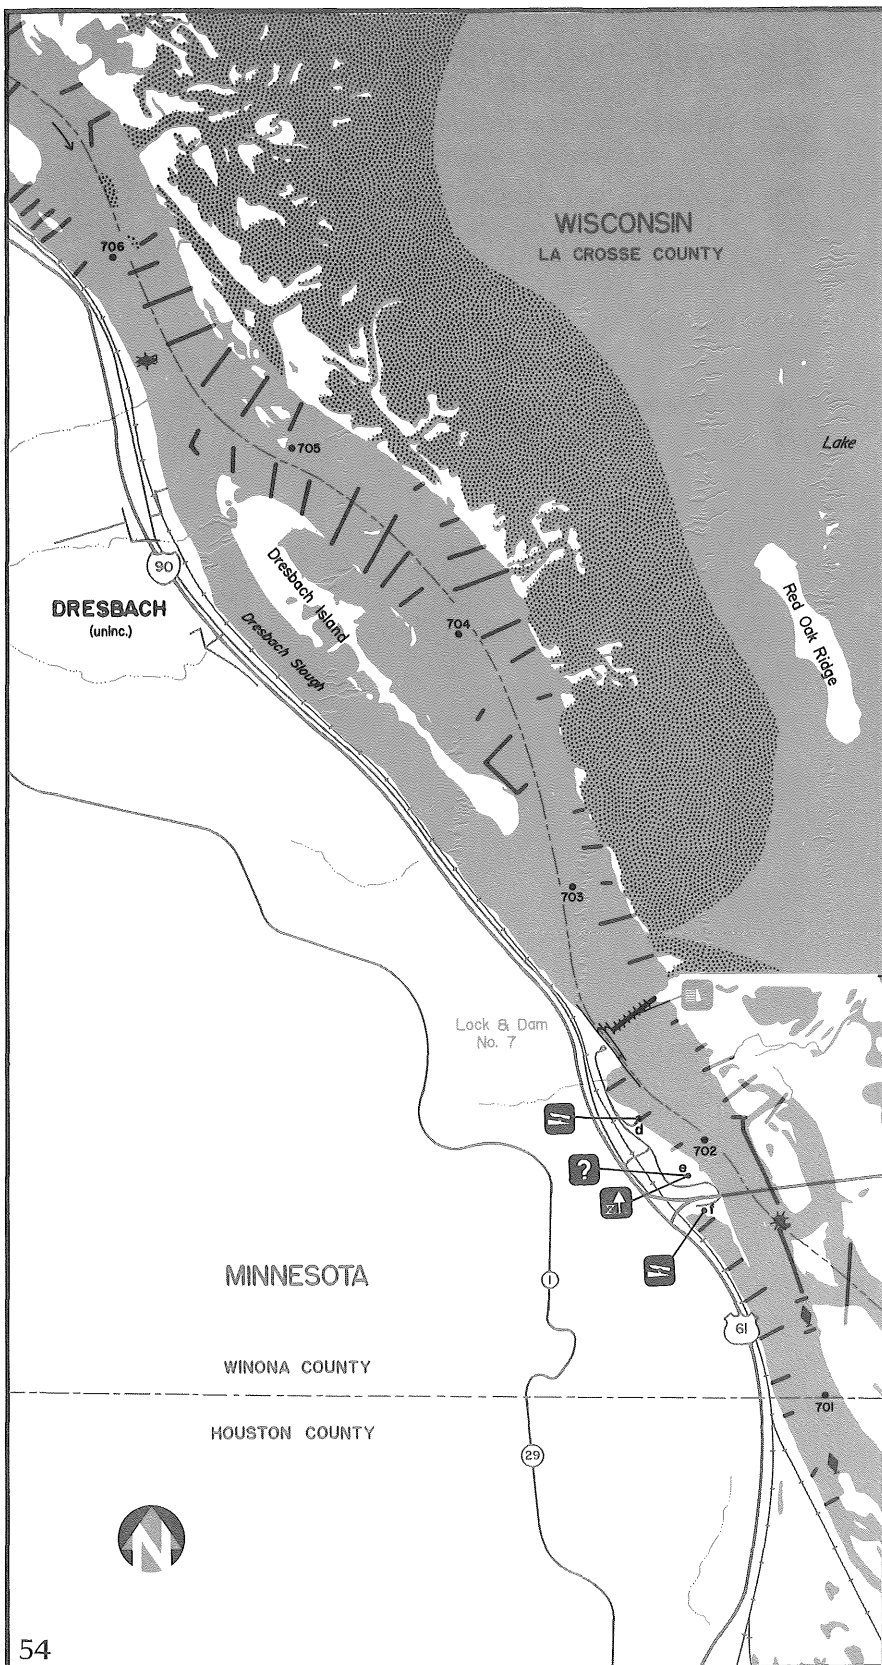 WISCONSIN
LA CROSSE COUNTY
706
Lake
705
90
DRESBACH
(uninc.)
Dresbach Island
Dresbach Slough
704
Red Oak Ridge
703
Lock & Dam
No. 7
d
702
e
?
f
MINNESOTA
1
61
WINONA COUNTY
701
HOUSTON COUNTY
29
N
54